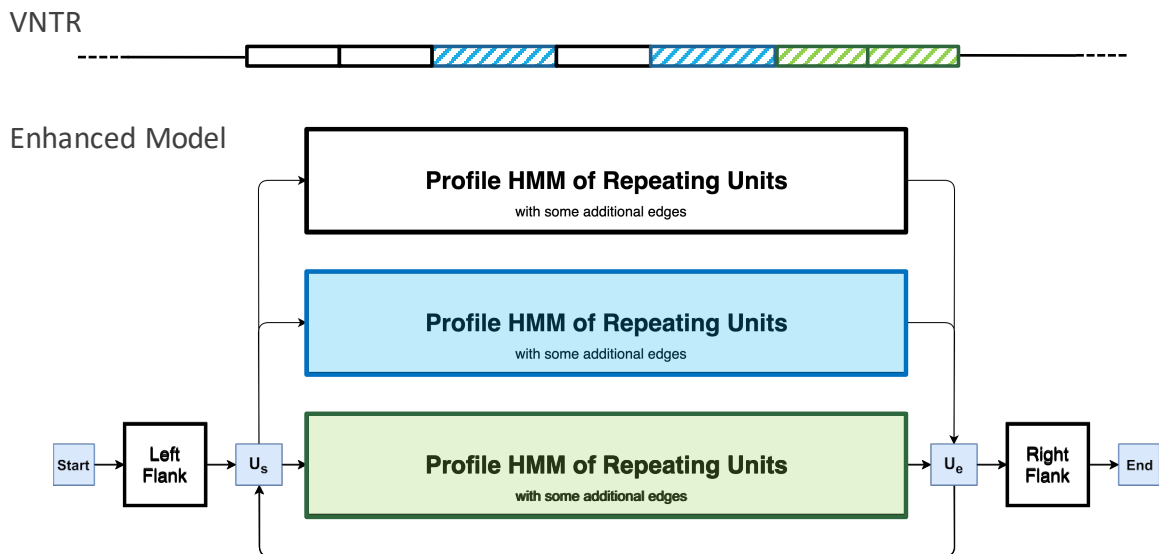 VNTR
Enhanced Model
Profile HMM of Repeating Units
with some additional edges
Profile HMM of Repeating Units
with some additional edges
Start
Left
Flank
Us
Profile HMM of Repeating Units
with some additional edges
Ue
Right
Flank
End